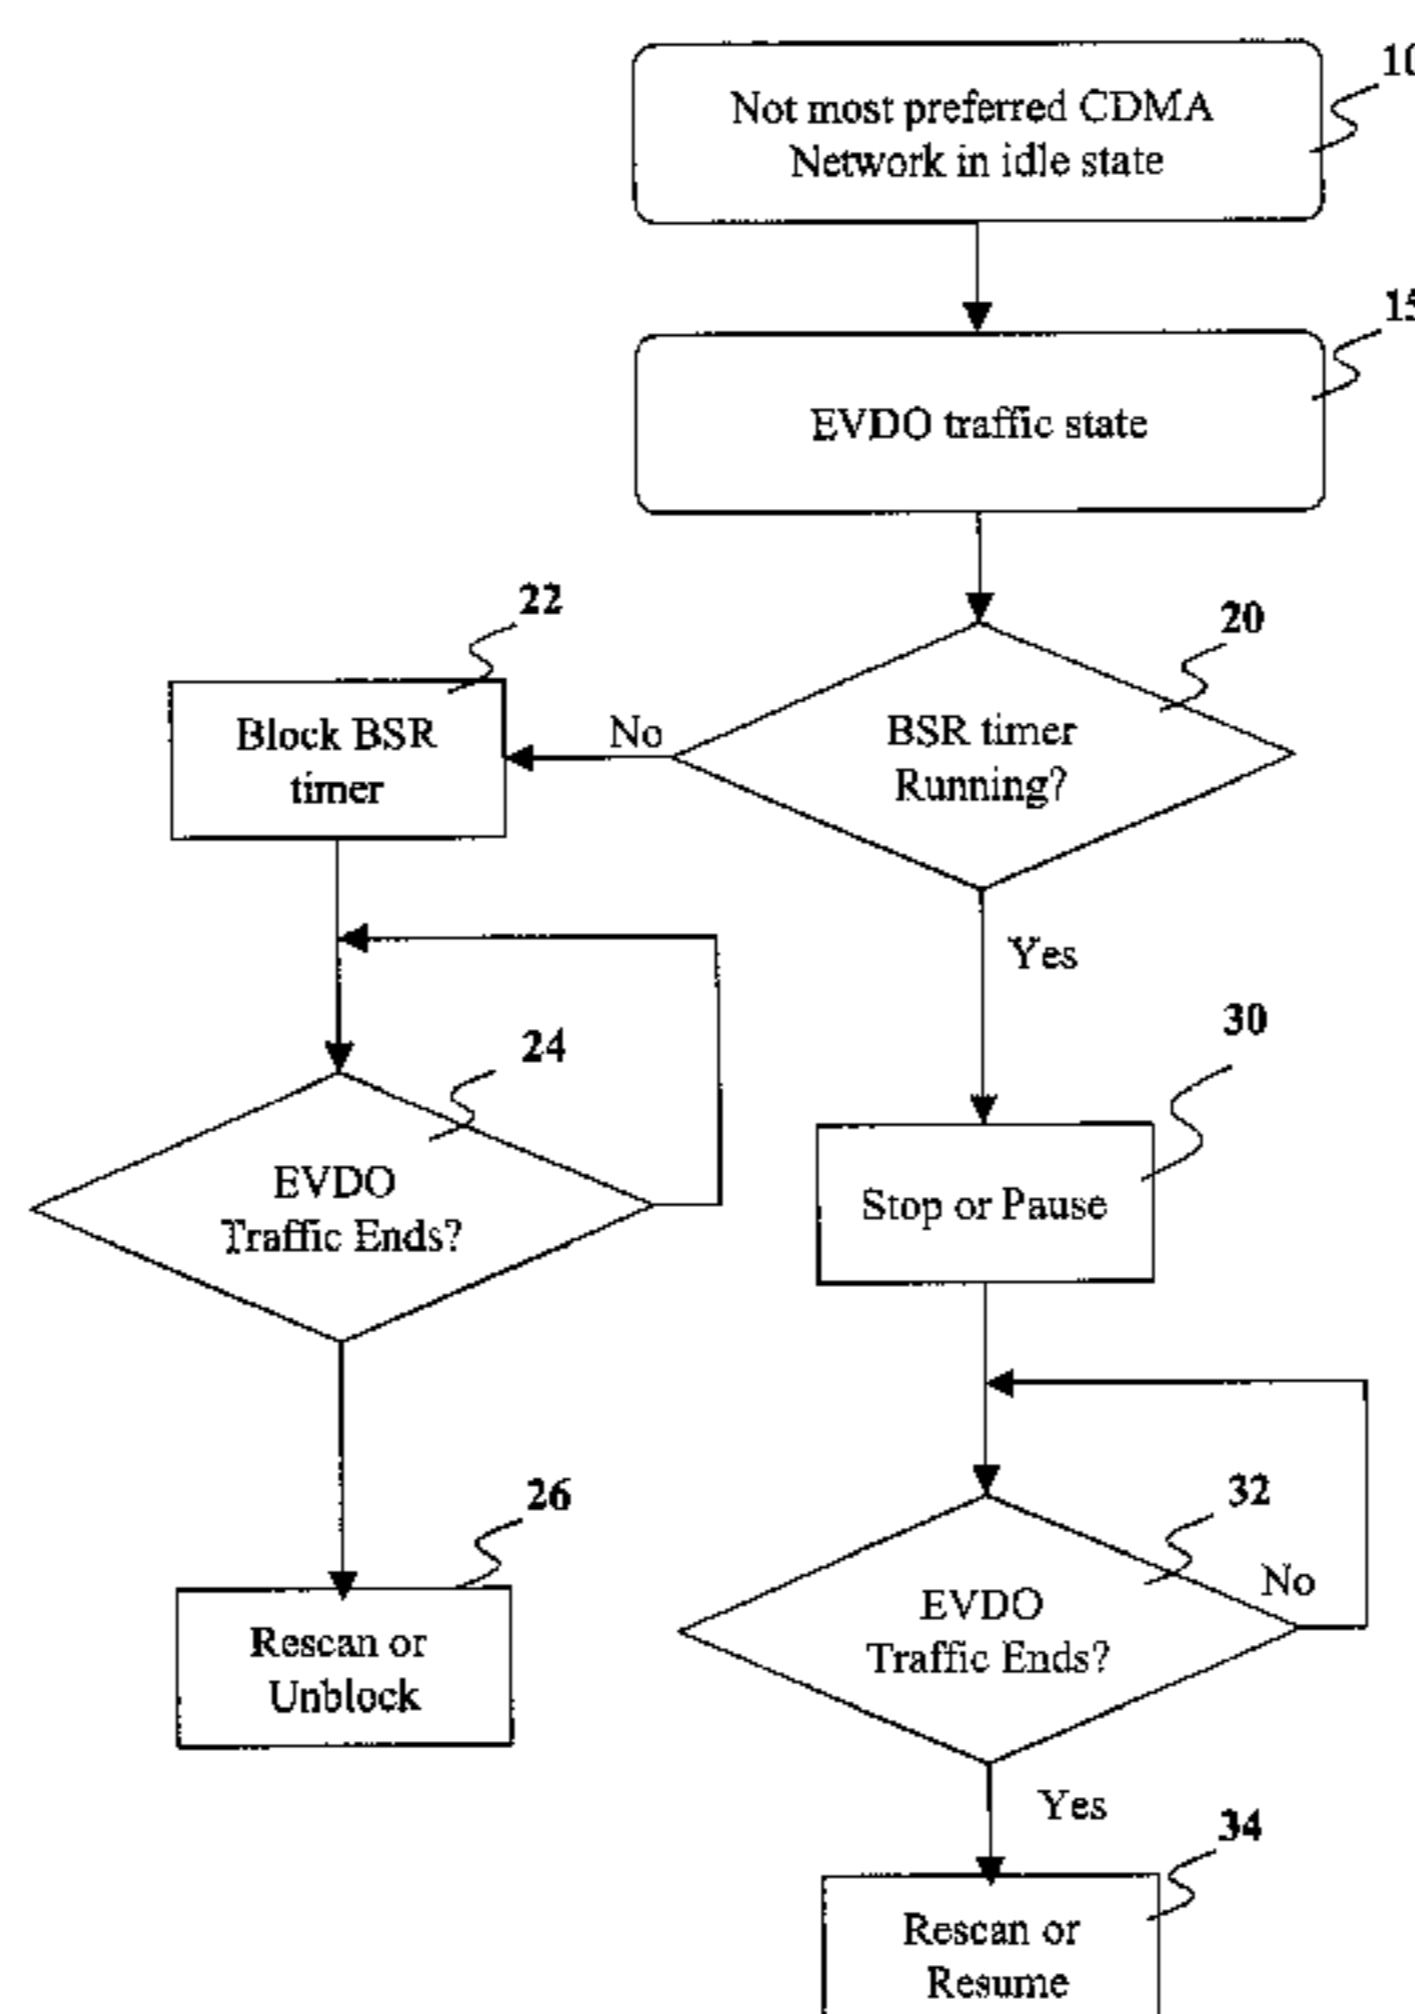 10
Not most preferred CDMA
Network in idle state
15
EVDO traffic state
22
20
Block BSR
timer
No
BSR timer
Running?
Yes
24
30
EVDO
Traffic Ends?
Stop or Pause
26
32
No
Rescan or
Unblock
EVDO
Traffic Ends?
Yes
34
Rescan or
Resume